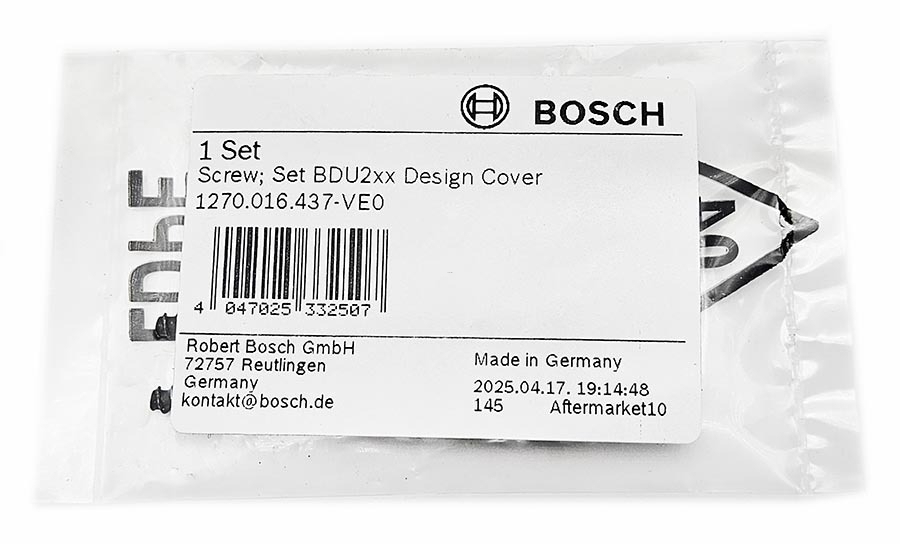 BOSCH
1 Set
Screw; Set BDU2xx Design Cover
1270.016.437-VE0
4 047025 332507
Robert Bosch GmbH
72757 Reutlingen
Germany
kontakt@bosch.de
Made in Germany
2025.04.17. 19:14:48
145 Aftermarket10
04